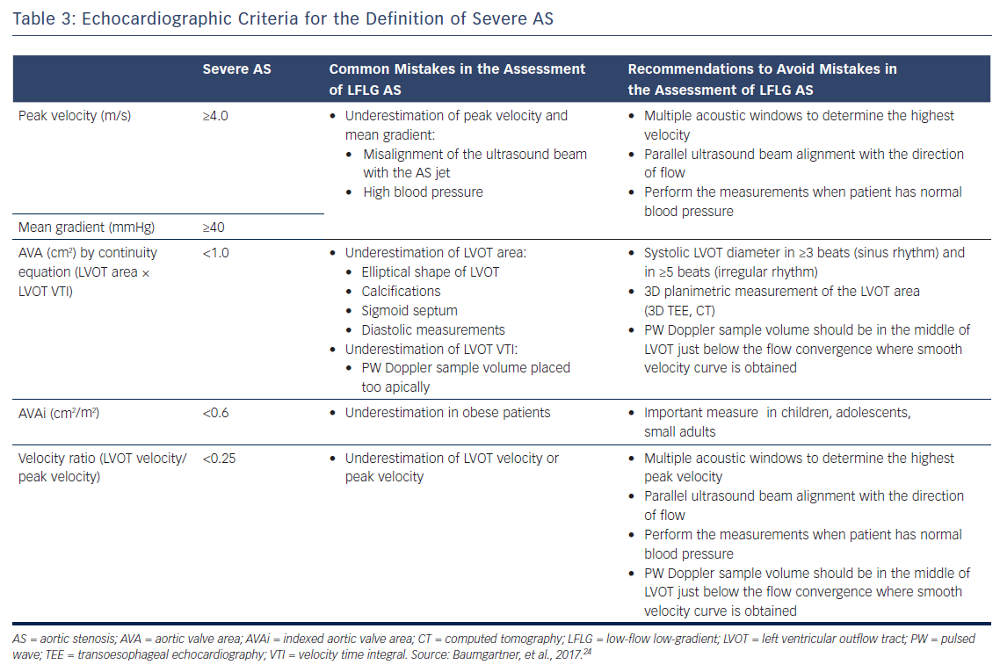 Table 3: Echocardiographic Criteria for the Definition of Severe AS
Severe AS
Common Mistakes in the Assessment
of LFLG AS
Recommendations to Avoid Mistakes in
the Assessment of LFLG AS
Peak velocity (m/s)
≥4.0
• Underestimation of peak velocity and
mean gradient:
• Misalignment of the ultrasound beam
with the AS jet
• High blood pressure
• Multiple acoustic windows to determine the highest
velocity
• Parallel ultrasound beam alignment with the direction
of flow
• Perform the measurements when patient has normal
blood pressure
Mean gradient (mmHg)
≥40
AVA (cm²) by continuity
equation (LVOT area ×
LVOT VTI)
<1.0
• Underestimation of LVOT area:
• Elliptical shape of LVOT
• Calcifications
• Sigmoid septum
• Diastolic measurements
• Underestimation of LVOT VTI:
• PW Doppler sample volume placed
too apically
• Systolic LVOT diameter in ≥3 beats (sinus rhythm) and
in ≥5 beats (irregular rhythm)
• 3D planimetric measurement of the LVOT area
(3D TEE, CT)
• PW Doppler sample volume should be in the middle of
LVOT just below the flow convergence where smooth
velocity curve is obtained
AVAi (cm²/m²)
<0.6
• Underestimation in obese patients
• Important measure in children, adolescents,
small adults
Velocity ratio (LVOT velocity/
peak velocity)
<0.25
• Underestimation of LVOT velocity or
peak velocity
• Multiple acoustic windows to determine the highest
peak velocity
• Parallel ultrasound beam alignment with the direction
of flow
• Perform the measurements when patient has normal
blood pressure
• PW Doppler sample volume should be in the middle of
LVOT just below the flow convergence where smooth
velocity curve is obtained
AS = aortic stenosis; AVA = aortic valve area; AVAi = indexed aortic valve area; CT = computed tomography; LFLG = low-flow low-gradient; LVOT = left ventricular outflow tract; PW = pulsed
wave; TEE = transoesophageal echocardiography; VTI = velocity time integral. Source: Baumgartner, et al., 2017.²⁴